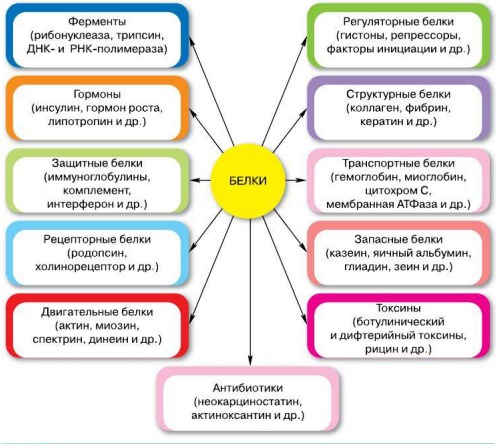 Ферменты
(рибонуклеаза, трипсин,
ДНК- и РНК-полимераза)
Регуляторные белки
(гистоны, репрессоры,
факторы инициации и др.)
Гормоны
(инсулин, гормон роста,
липотропин и др.)
Структурные белки
(коллаген, фибрин,
кератин и др.)
Защитные белки
(иммуноглобулины,
комплемент,
интерферон и др.)
БЕЛКИ
Транспортные белки
(гемоглобин, миоглобин,
цитохром С,
мембранная АТФаза и др.)
Рецепторные белки
(родопсин,
холинорецептор и др.)
Запасные белки
(казеин, яичный альбумин,
глиадин, зеин и др.)
Двигательные белки
(актин, миозин,
спектрин, динеин и др.)
Токсины
(ботулинический
и дифтерийный токсины,
рицин и др.)
Антибиотики
(неокарциностатин,
актиноксантин и др.)